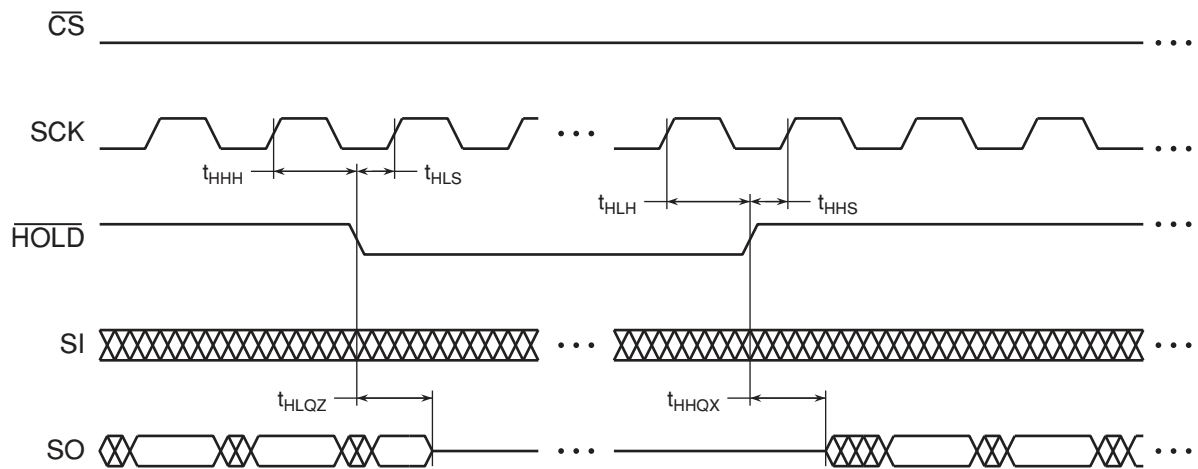 CS
• • •
SCK
• • •
• • •
tHHH
tHLS
tHLH
tHHS
HOLD
• • •
SI
• • •
• • •
tHLQZ
tHHQX
SO
• • •
• • •